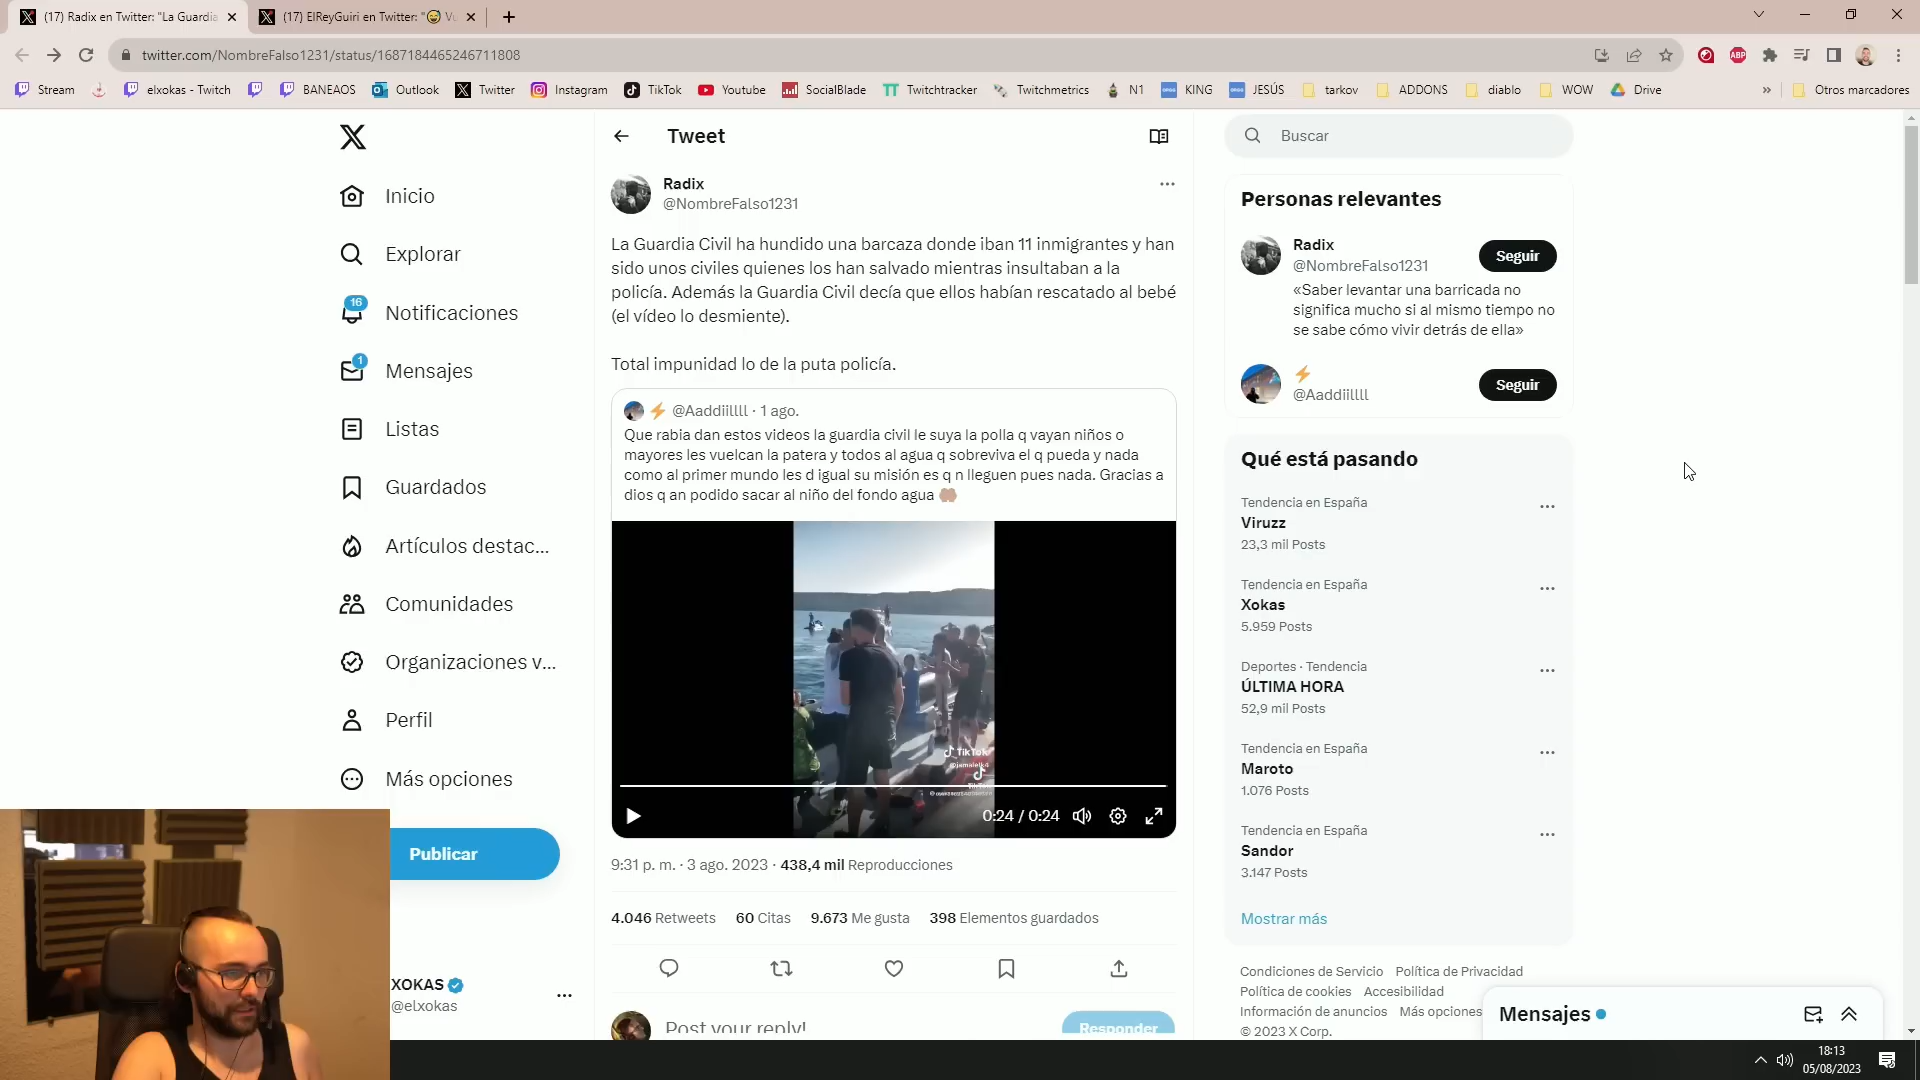 (17) Radix en Twitter: "La Guardia
(17) ElReyGuiri en Twitter: "😅 Vu
twitter.com/NombreFalso1231/status/1687184465246711808
Stream
elxokas - Twitch
BANEAOS
Outlook
Twitter
Instagram
TikTok
Youtube
SocialBlade
Twitchtracker
Twitchmetrics
N1
KING
JESÚS
tarkov
ADDONS
diablo
WOW
Drive
Otros marcadores
Inicio
Explorar
16
Notificaciones
1
Mensajes
Listas
Guardados
Artículos destac...
Comunidades
Organizaciones v...
Perfil
Más opciones
Publicar
XOKAS
@elxokas
Tweet
Radix
@NombreFalso1231
La Guardia Civil ha hundido una barcaza donde iban 11 inmigrantes y han
sido unos civiles quienes los han salvado mientras insultaban a la
policía. Además la Guardia Civil decía que ellos habían rescatado al bebé
(el vídeo lo desmiente).
Total impunidad lo de la puta policía.
⚡ @Aaddiillll · 1 ago.
Que rabia dan estos videos la guardia civil le suya la polla q vayan niños o
mayores les vuelcan la patera y todos al agua q sobreviva el q pueda y nada
como al primer mundo les d igual su misión es q n lleguen pues nada. Gracias a
dios q an podido sacar al niño del fondo agua 🤲🏽
TikTok
@jamalelk4
0:24 / 0:24
9:31 p. m. · 3 ago. 2023 · 438,4 mil Reproducciones
4.046 Retweets 60 Citas 9.673 Me gusta 398 Elementos guardados
Post your reply!
Responder
Buscar
Personas relevantes
Radix
@NombreFalso1231
Seguir
«Saber levantar una barricada no
significa mucho si al mismo tiempo no
se sabe cómo vivir detrás de ella»
⚡
@Aaddiillll
Seguir
Qué está pasando
Tendencia en España
Viruzz
23,3 mil Posts
Tendencia en España
Xokas
5.959 Posts
Deportes · Tendencia
ÚLTIMA HORA
52,9 mil Posts
Tendencia en España
Maroto
1.076 Posts
Tendencia en España
Sandor
3.147 Posts
Mostrar más
Condiciones de Servicio Política de Privacidad
Política de cookies Accesibilidad
Información de anuncios Más opciones
© 2023 X Corp.
Mensajes
18:13
05/08/2023